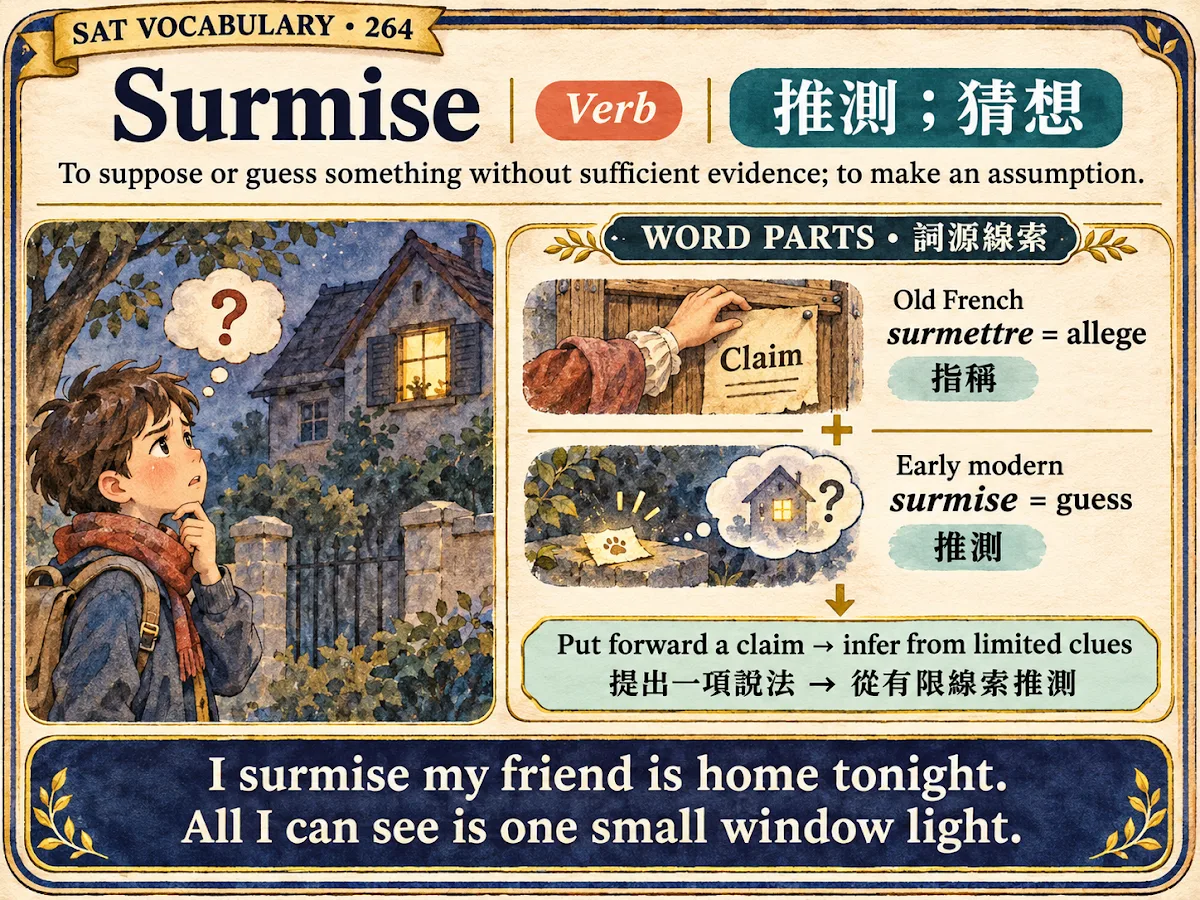 SAT VOCABULARY • 264
Surmise
Verb
推測；猜想
To suppose or guess something without sufficient evidence; to make an assumption.
?
WORD PARTS • 詞源線索
Claim
Old French
surmettre = allege
指稱
+
?
Early modern
surmise = guess
推測
Put forward a claim → infer from limited clues
提出一項說法 → 從有限線索推測
I surmise my friend is home tonight.
All I can see is one small window light.